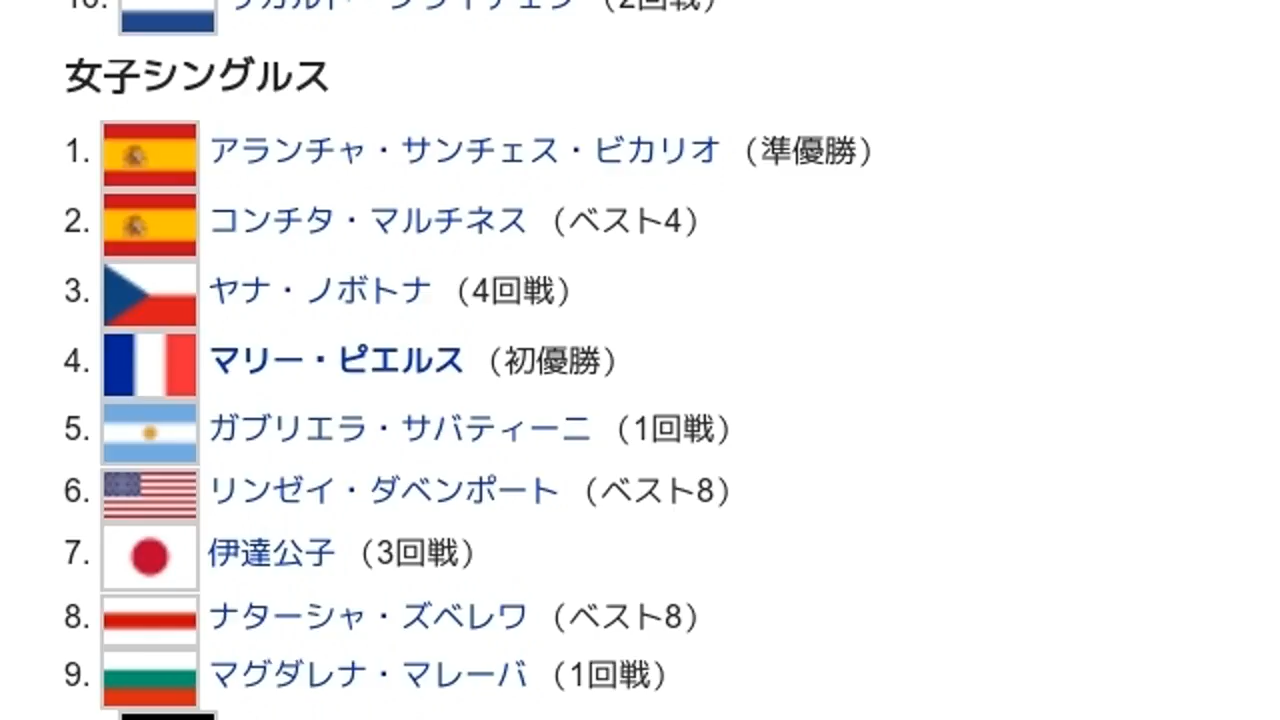 女子シングルス
1. アランチャ・サンチェス・ビカリオ (準優勝)
2. コンチタ・マルチネス (ベスト4)
3. ヤナ・ノボトナ (4回戦)
4. マリー・ピエルス (初優勝)
5. ガブリエラ・サバティーニ (1回戦)
6. リンゼイ・ダベンポート (ベスト8)
7. 伊達公子 (3回戦)
8. ナターシャ・ズベレワ (ベスト8)
9. マグダレナ・マレーバ (1回戦)